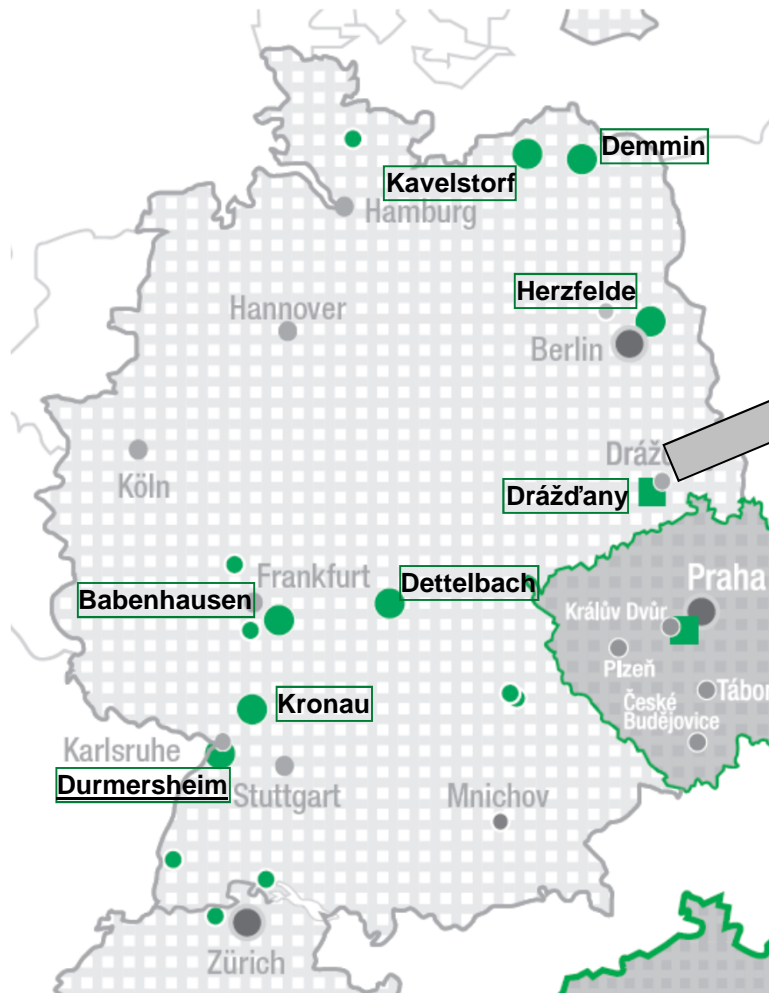 Demmin
Kavelstorf
Hamburg
Herzfelde
Hannover
Berlin
Köln
Drážďany
Frankfurt
Dettelbach
Babenhausen
Praha
Králův Dvůr
Plzeň
Tábor
České
Budějovice
Kronau
Karlsruhe
Durmersheim
Stuttgart
Mnichov
Zürich